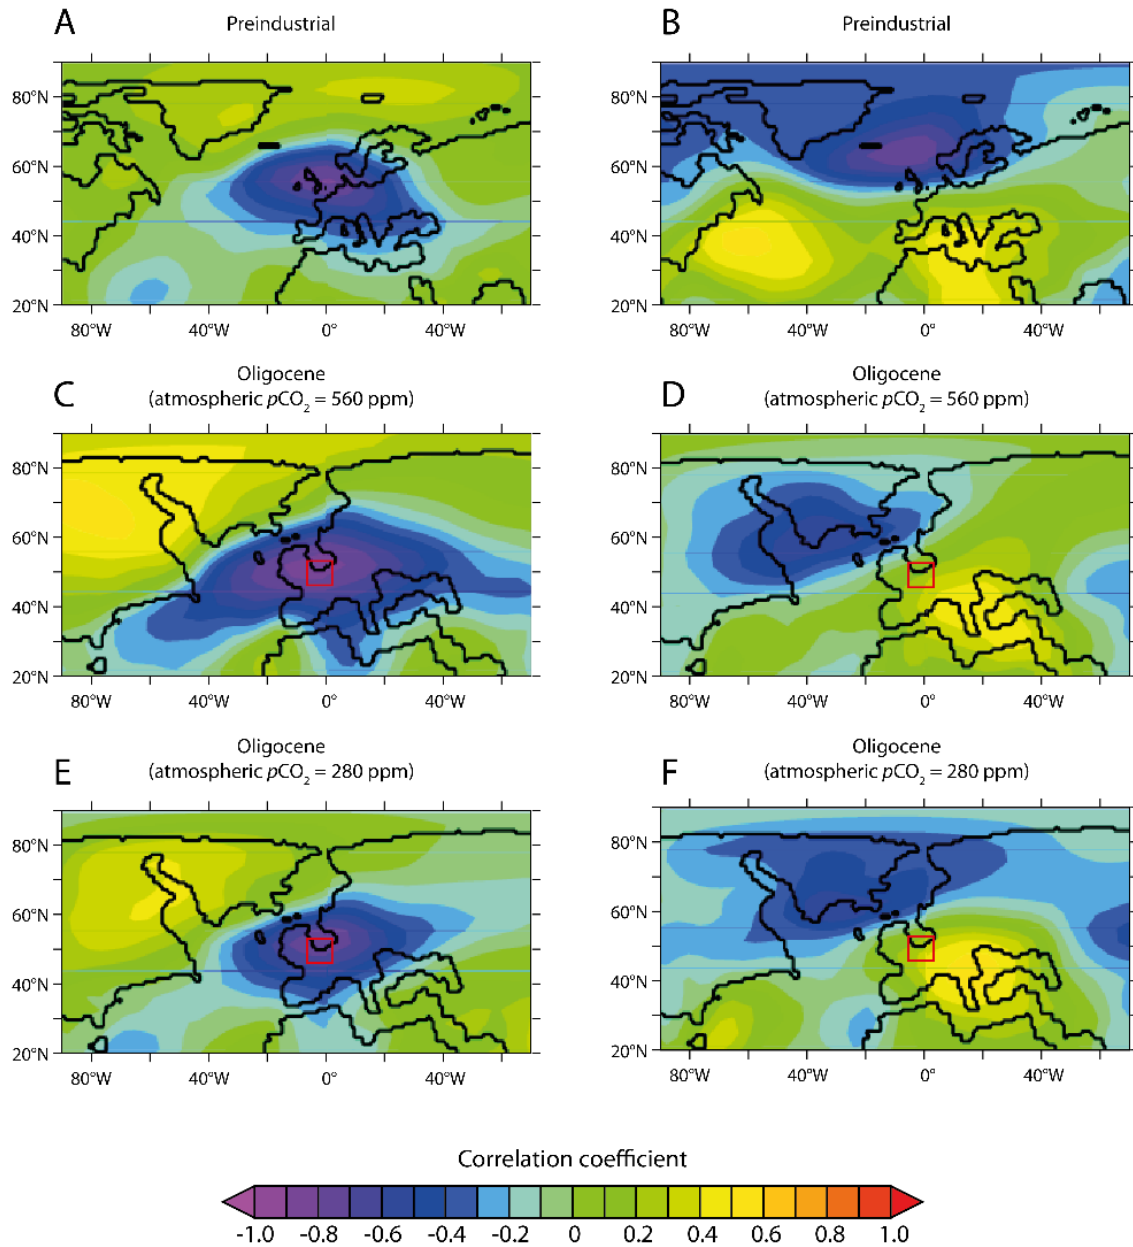 A
Preindustrial
B
Preindustrial
80°N
60°N
40°N
20°N
80°W
40°W
0°
40°W
80°N
60°N
40°N
20°N
80°W
40°W
0°
40°W
C
Oligocene
(atmospheric pCO₂ = 560 ppm)
D
Oligocene
(atmospheric pCO₂ = 560 ppm)
80°N
60°N
40°N
20°N
80°W
40°W
0°
40°W
80°N
60°N
40°N
20°N
80°W
40°W
0°
40°W
E
Oligocene
(atmospheric pCO₂ = 280 ppm)
F
Oligocene
(atmospheric pCO₂ = 280 ppm)
80°N
60°N
40°N
20°N
80°W
40°W
0°
40°W
80°N
60°N
40°N
20°N
80°W
40°W
0°
40°W
Correlation coefficient
-1.0 -0.8 -0.6 -0.4 -0.2 0 0.2 0.4 0.6 0.8 1.0